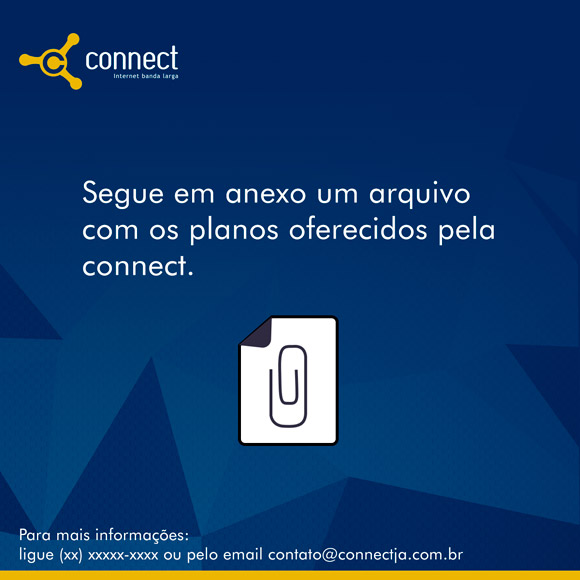 connect
Internet banda larga
Segue em anexo um arquivo
com os planos oferecidos pela
connect.
Para mais informações:
ligue (xx) xxxxx-xxxx ou pelo email contato@connectja.com.br